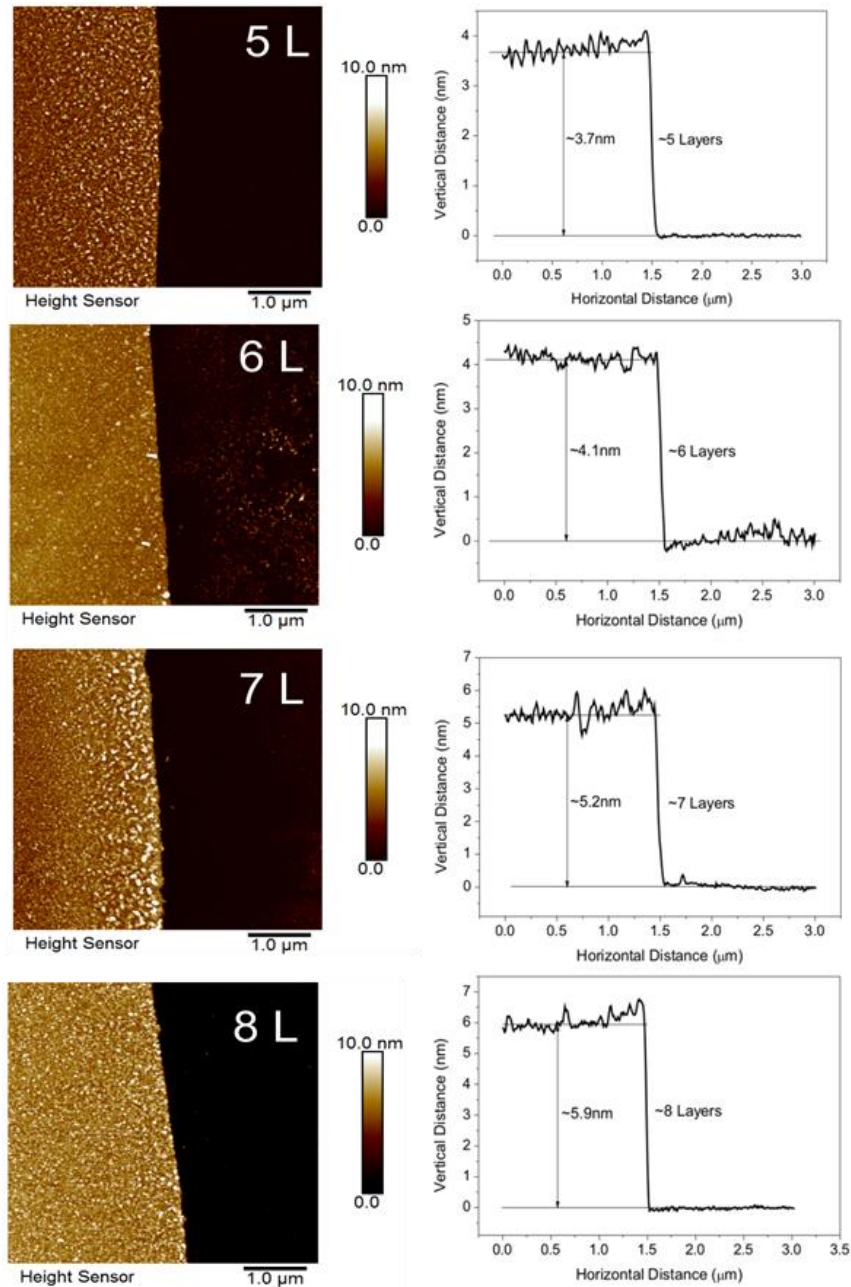 5 L
10.0 nm
0.0
Height Sensor
1.0 µm
4
3
2
1
0
Vertical Distance (nm)
~3.7nm
~5 Layers
0.0 0.5 1.0 1.5 2.0 2.5 3.0
Horizontal Distance (µm)
6 L
10.0 nm
0.0
Height Sensor
1.0 µm
5
4
3
2
1
0
-1
Vertical Distance (nm)
~4.1nm
~6 Layers
0.0 0.5 1.0 1.5 2.0 2.5 3.0
Horizontal Distance (µm)
7 L
10.0 nm
0.0
Height Sensor
1.0 µm
7
6
5
4
3
2
1
0
-1
Vertical Distance (nm)
~5.2nm
~7 Layers
0.0 0.5 1.0 1.5 2.0 2.5 3.0
Horizontal Distance (µm)
8 L
10.0 nm
0.0
Height Sensor
1.0 µm
7
6
5
4
3
2
1
0
-1
Vertical Distance (nm)
~5.9nm
~8 Layers
0.0 0.5 1.0 1.5 2.0 2.5 3.0 3.5
Horizontal Distance (µm)